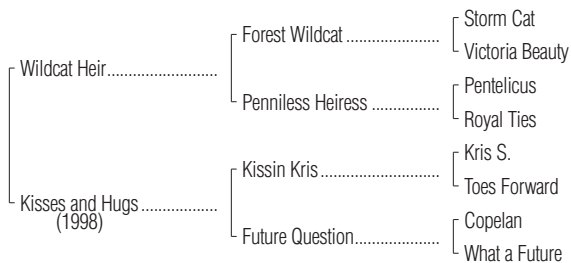 Storm Cat
Forest Wildcat ......................
Victoria Beauty
Wildcat Heir..........................
Pentelicus
Penniless Heiress ................
Royal Ties
Kris S.
Kissin Kris............................
Toes Forward
Kisses and Hugs ..................
(1998)
Copelan
Future Question....................
What a Future